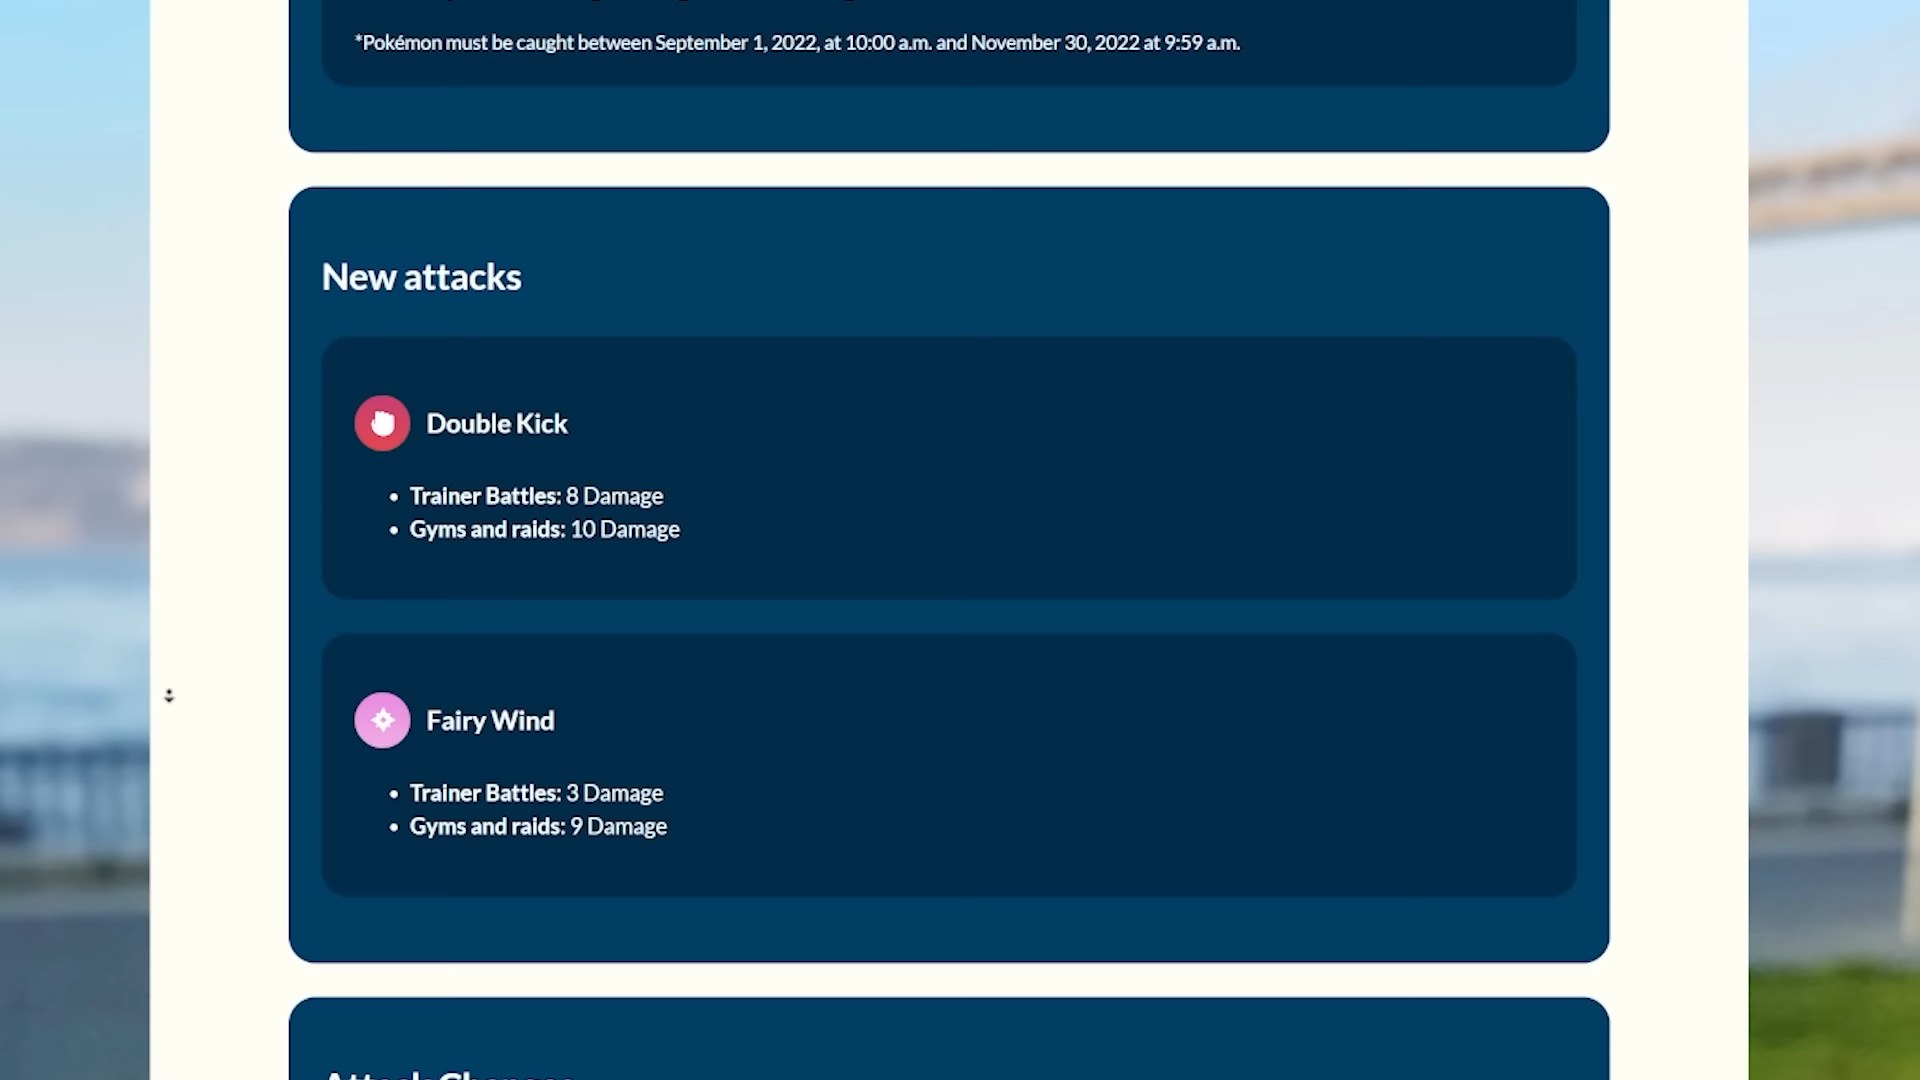 *Pokémon must be caught between September 1, 2022, at 10:00 a.m. and November 30, 2022 at 9:59 a.m.
New attacks
Double Kick
• Trainer Battles: 8 Damage
• Gyms and raids: 10 Damage
Fairy Wind
• Trainer Battles: 3 Damage
• Gyms and raids: 9 Damage
Attack Changes